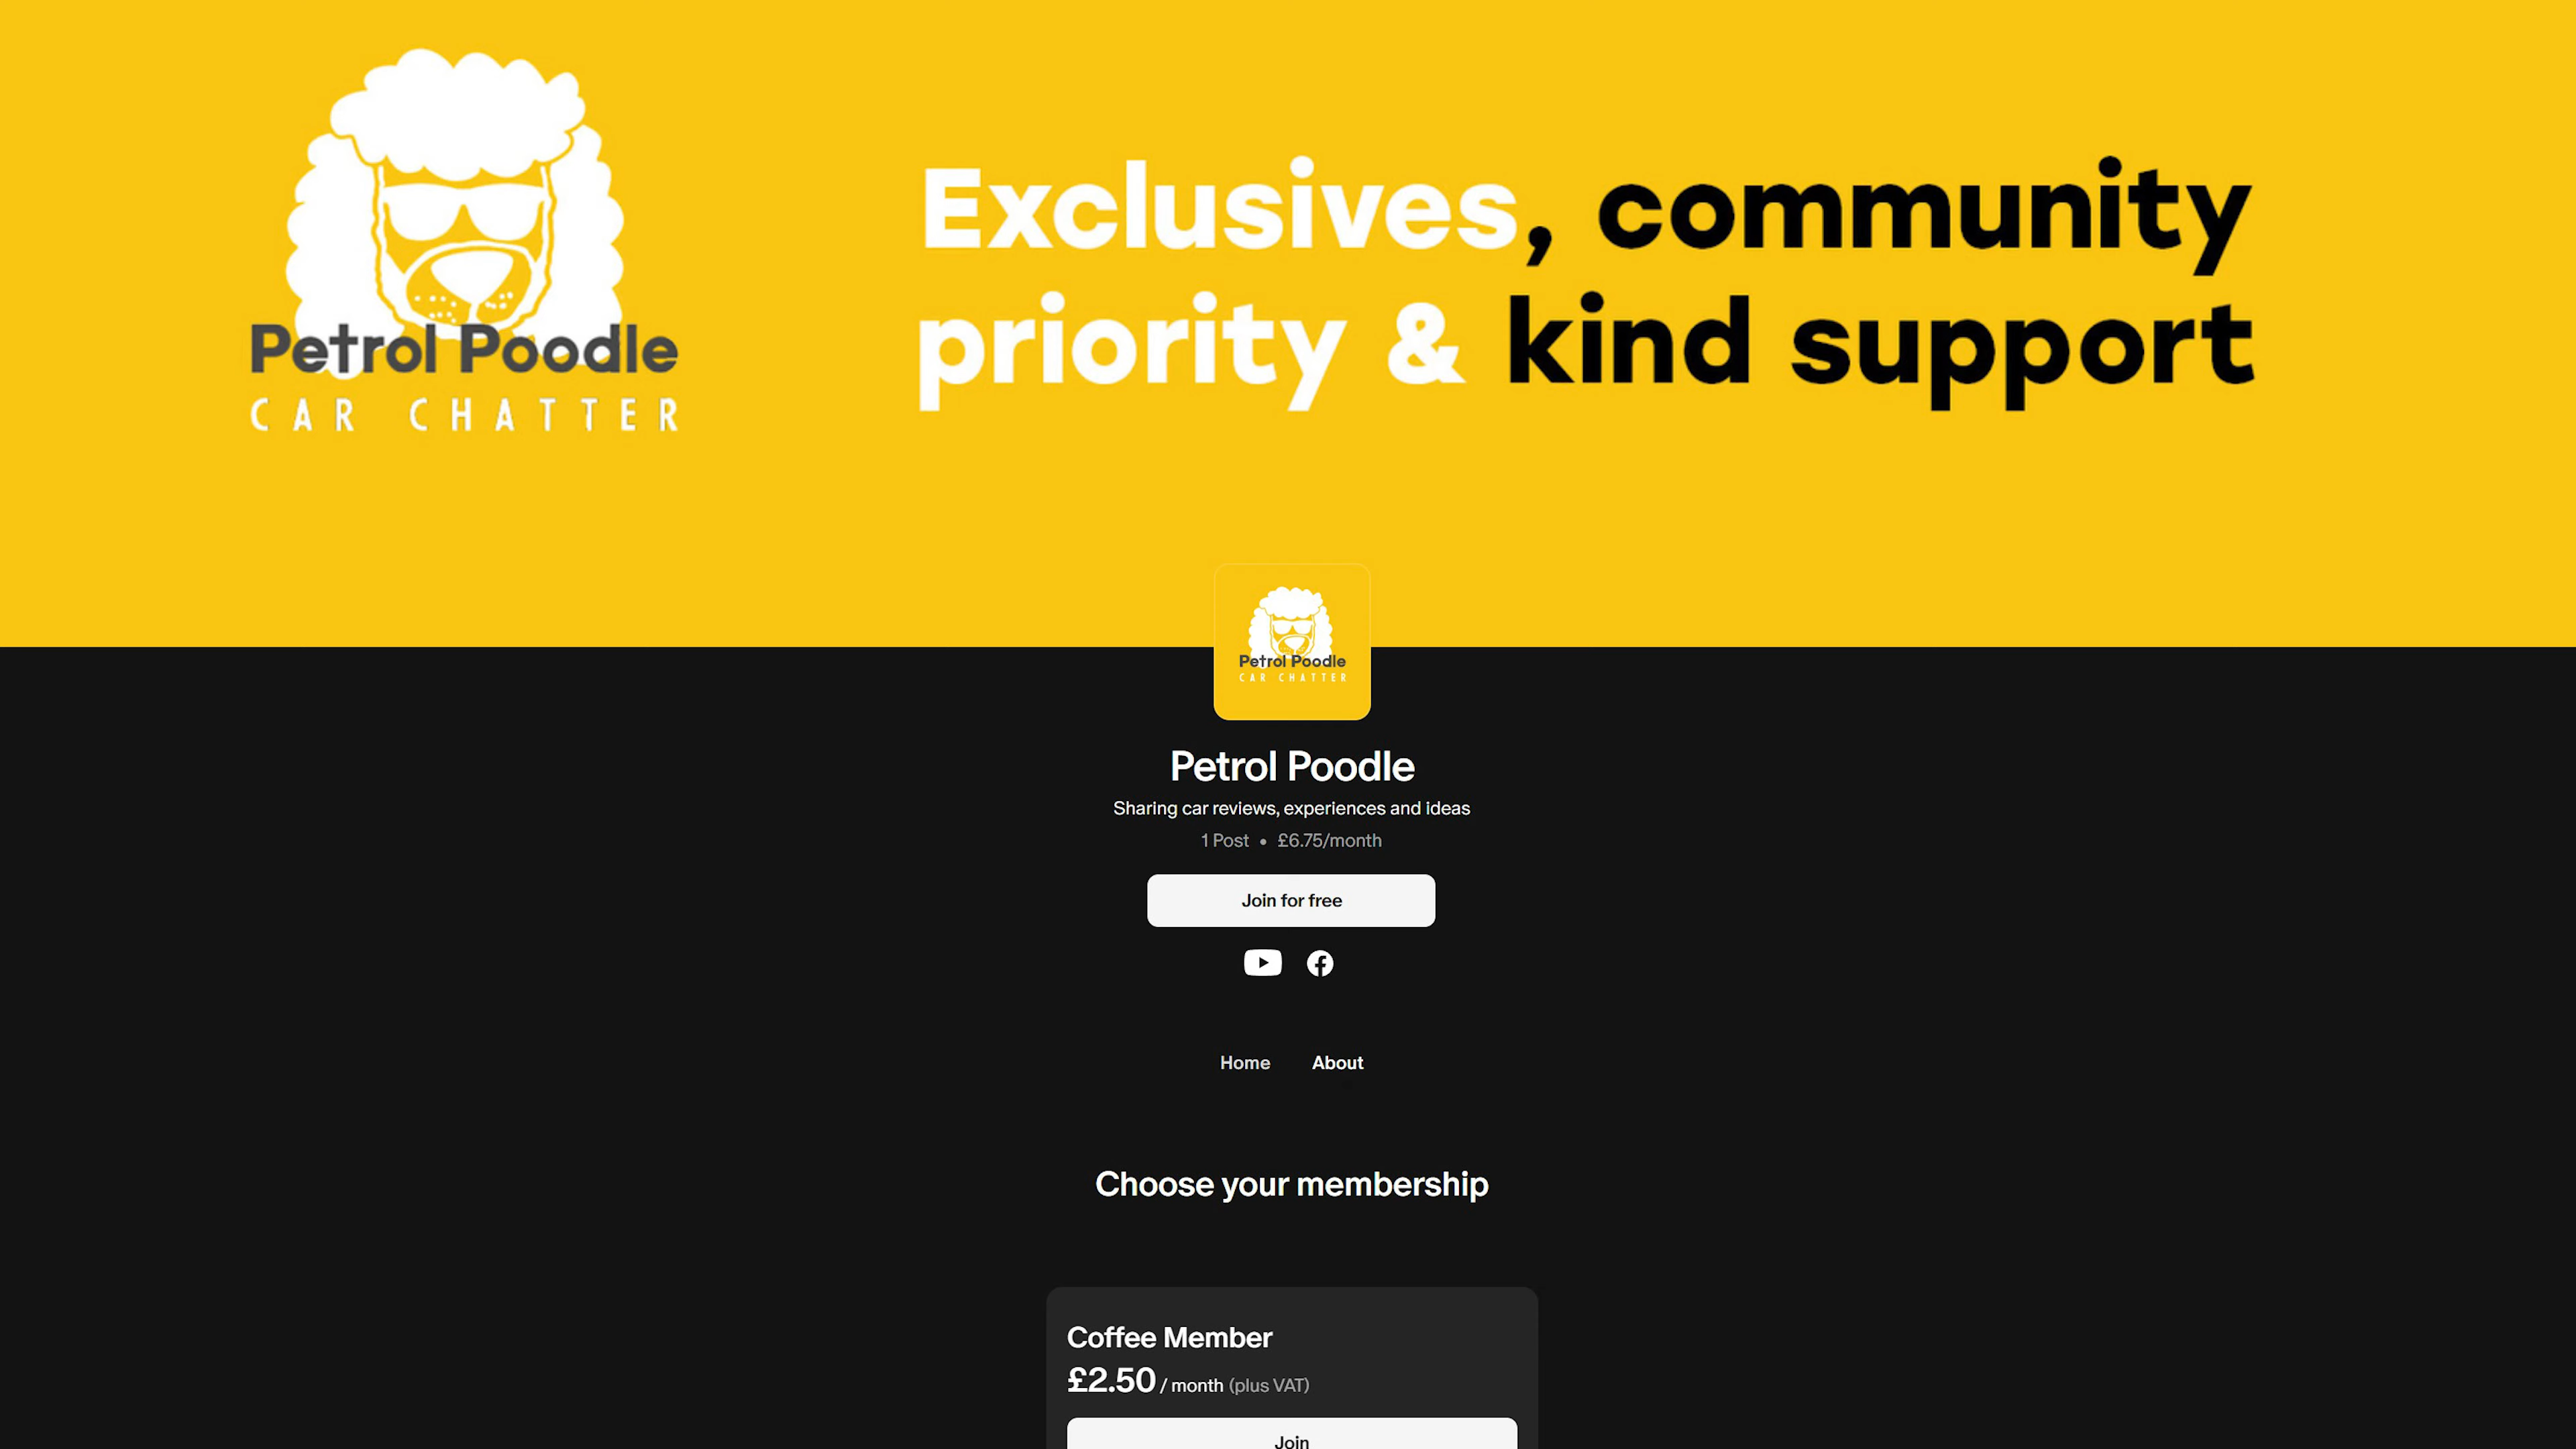 Exclusives, community
priority & kind support
Petrol Poodle
CAR CHATTER
Petrol Poodle
CAR CHATTER
Petrol Poodle
Sharing car reviews, experiences and ideas
1 Post • £6.75/month
Join for free
Home About
Choose your membership
Coffee Member
£2.50 / month (plus VAT)
Join